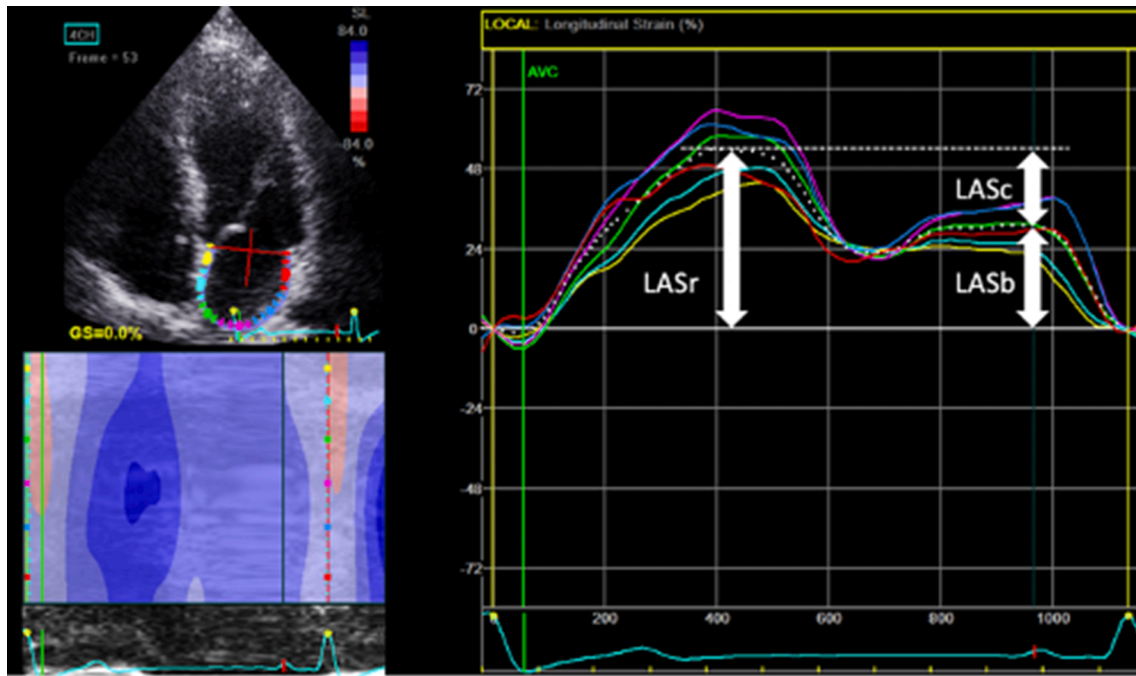 4CH
Frame = 53
SL
84.0
-84.0
%
GS=0.0%
LOCAL: Longitudinal Strain (%)
AVC
72
48
24
0
-24
-48
-72
LASr
LASc
LASb
200
400
600
800
1000